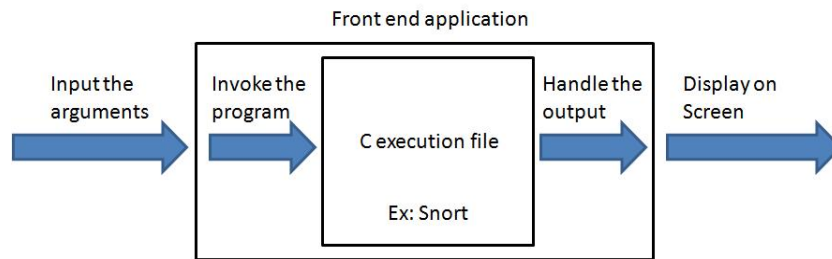 Front end application
Input the
arguments
Invoke the
program
C execution file
Ex: Snort
Handle the
output
Display on
Screen